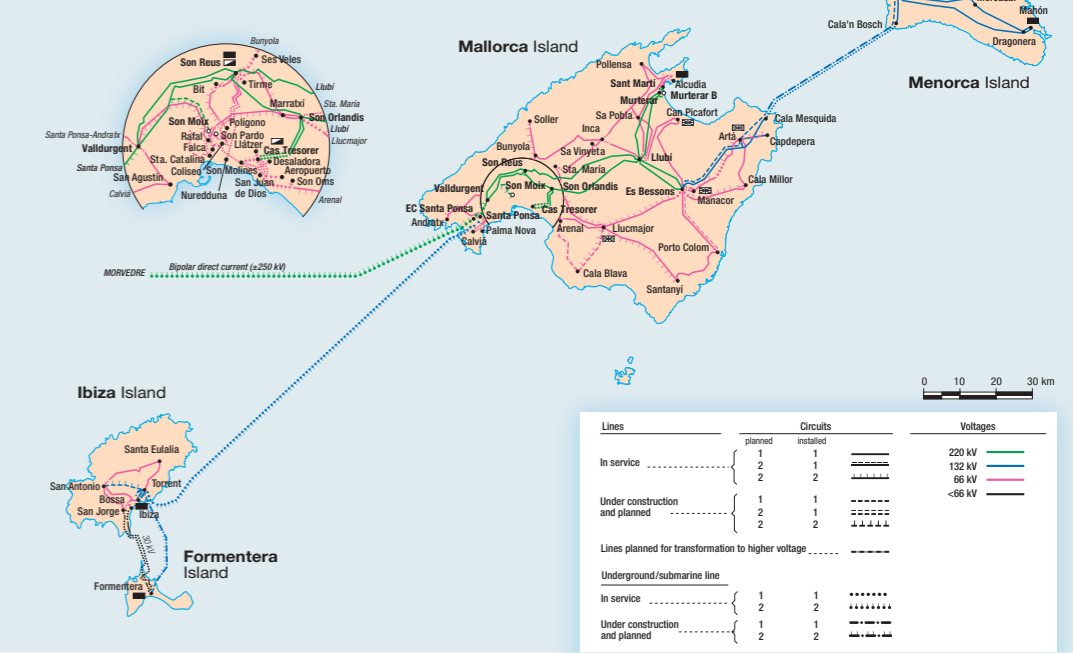 Mahón
Cala'n Bosch
Dragonera
Menorca Island
Mallorca Island
Pollensa
Sant Martí
Alcudia
Murterar B
Murterar
Can Picafort
Sa Pobla
Soller
Inca
Cala Mesquida
Artá
Capdepera
Bunyola
Sa Vinyeta
Llubí
Son Reus
Sta. María
Cala Millor
Valldurgent
Son Moix
Son Orlandis
Es Bessons
Manacor
EC Santa Ponsa
Santa Ponsa
Cas Tresorer
Andratx
Palma Nova
Arenal
Llucmajor
Calviá
Porto Colom
Cala Blava
Santanyí
Bunyola
Son Reus
Ses Veles
Bit
Tirme
Llubí
Marratxi
Sta. María
Son Moix
Polígono
Son Orlandis
Santa Ponsa-Andratx
Rafal
Son Pardo
Llubí
Valldurgent
Falca
Llátzer
Cas Tresorer
Llucmajor
Sta. Catalina
Desaladora
Santa Ponsa
Coliseo
Son Molines
Aeropuerto
San Agustín
San Juan
de Dios
Son Oms
Calviá
Nuredduna
Arenal
MORVEDRE
Bipolar direct current (±250 kV)
Ibiza Island
Santa Eulalia
San Antonio
Torrent
Bossa
San Jorge
Ibiza
30 kV
Formentera
Island
Formentera
0 10 20 30 km
Lines Circuits Voltages
planned installed
In service
1 1
2 1
2 2
220 kV
132 kV
66 kV
<66 kV
Under construction
and planned
1 1
2 1
2 2
Lines planned for transformation to higher voltage
Underground/submarine line
In service
1 1
2 2
Under construction
and planned
1 1
2 2